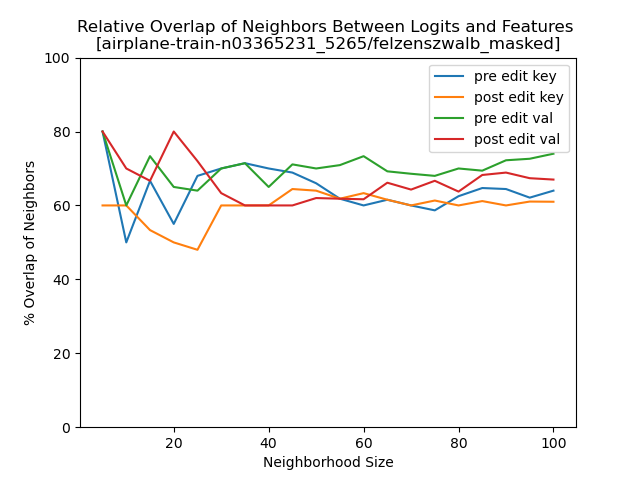 Relative Overlap of Neighbors Between Logits and Features
[airplane-train-n03365231_5265/felzenszwalb_masked]
100
80
60
40
20
0
% Overlap of Neighbors
pre edit key
post edit key
pre edit val
post edit val
20
40
60
80
100
Neighborhood Size